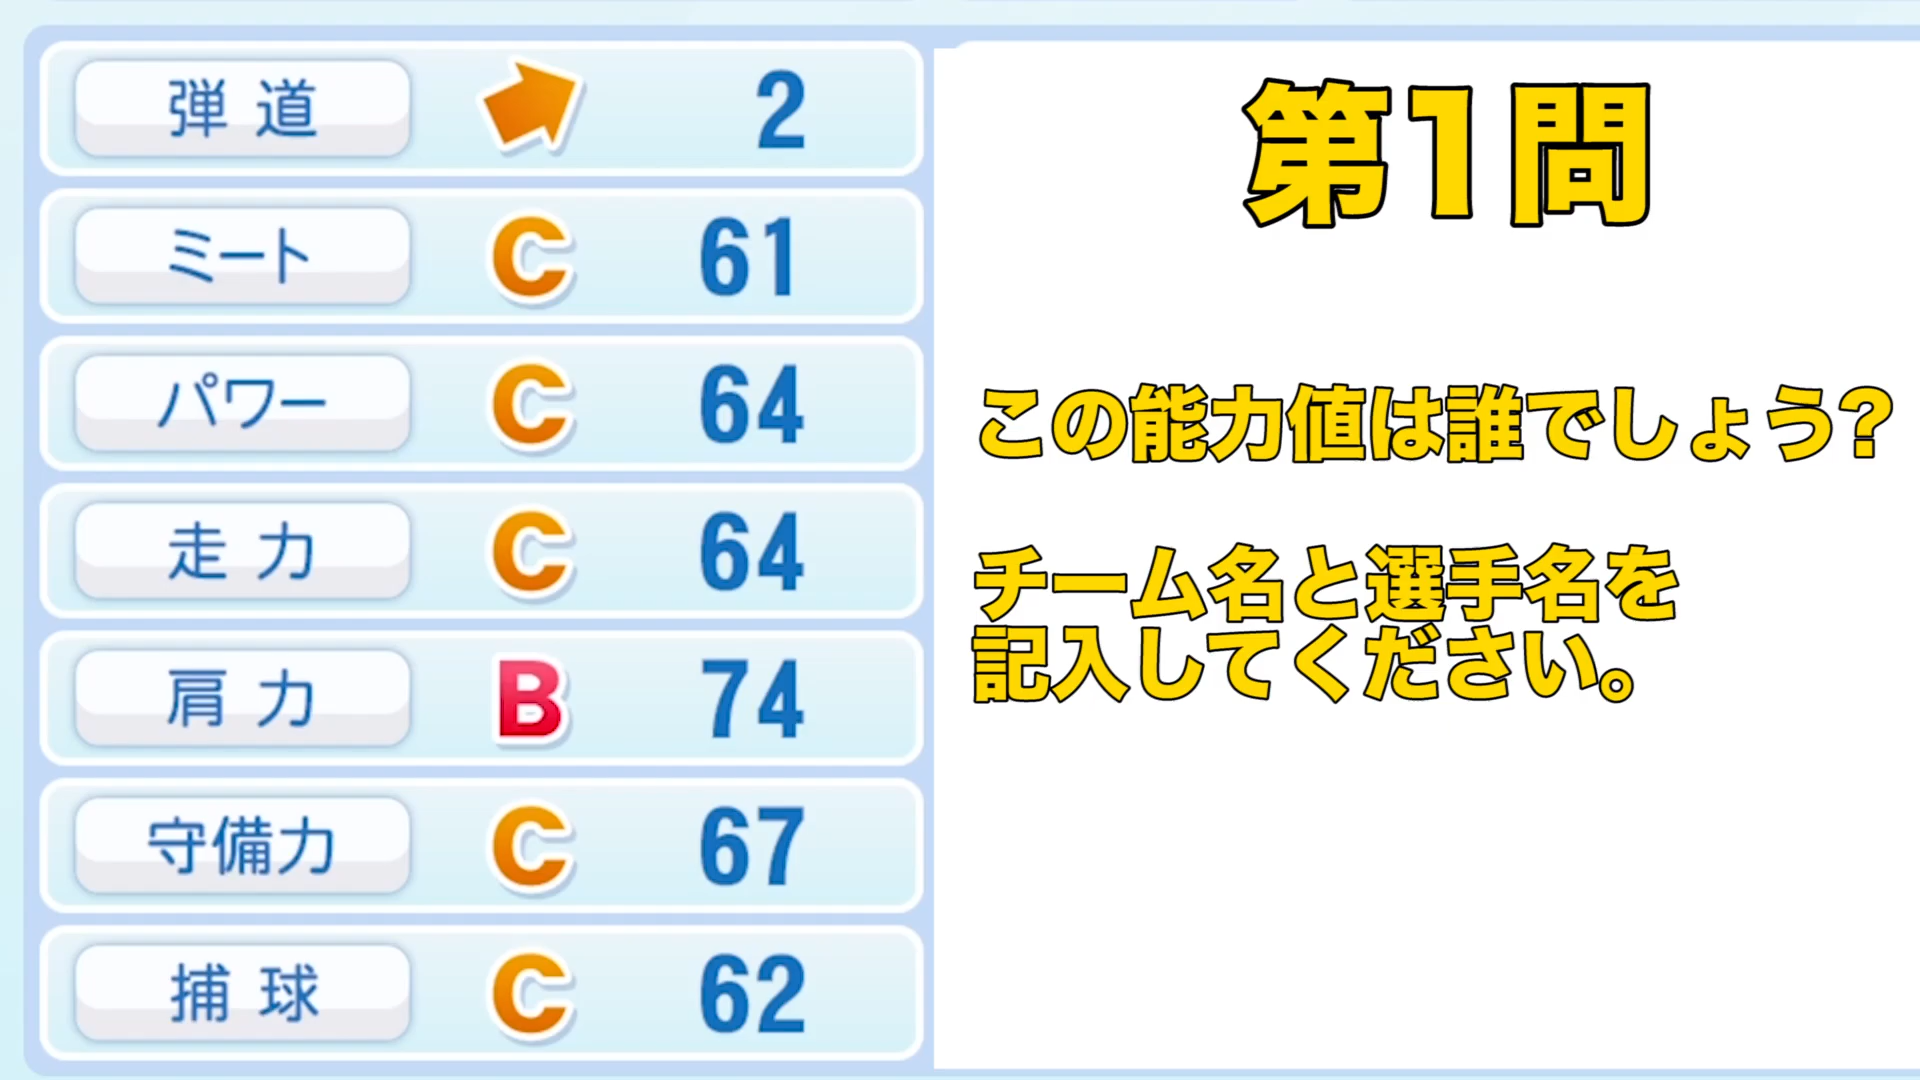 弾道 2
ミート C 61
パワー C 64
走力 C 64
肩力 B 74
守備力 C 67
捕球 C 62
第1問
この能力値は誰でしょう?
チーム名と選手名を
記入してください。